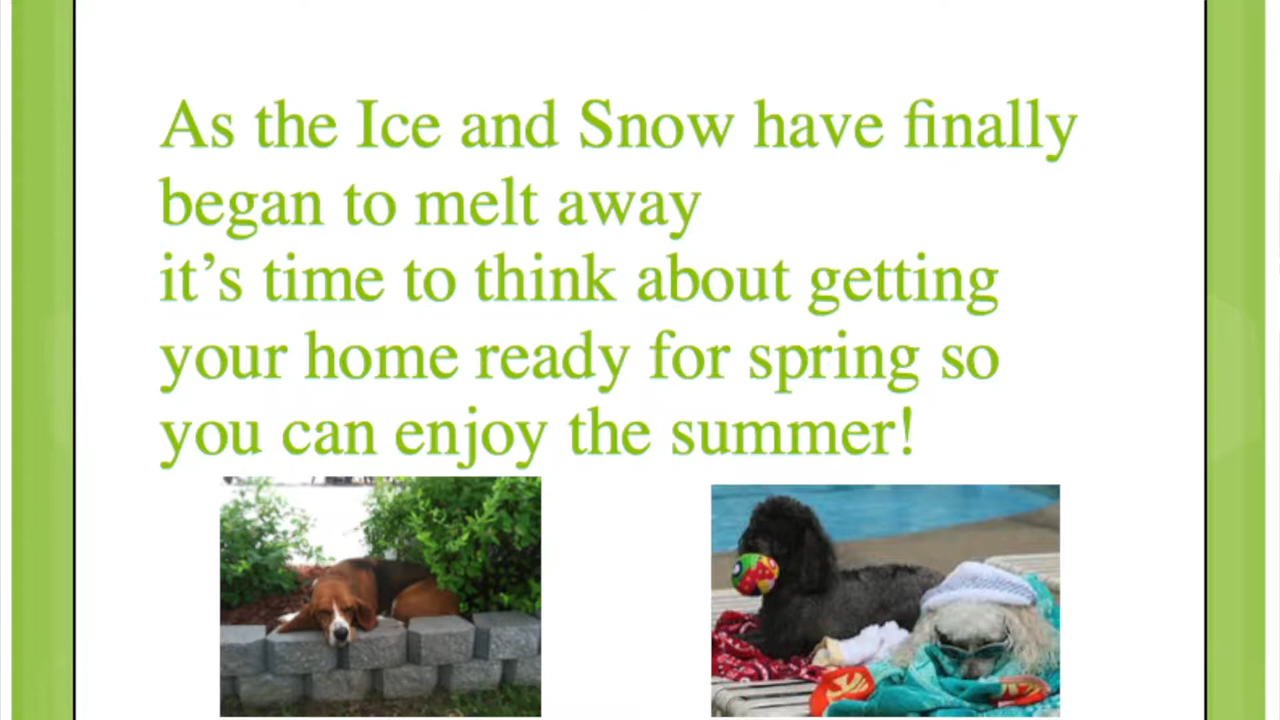 As the Ice and Snow have finally
began to melt away
it’s time to think about getting
your home ready for spring so
you can enjoy the summer!